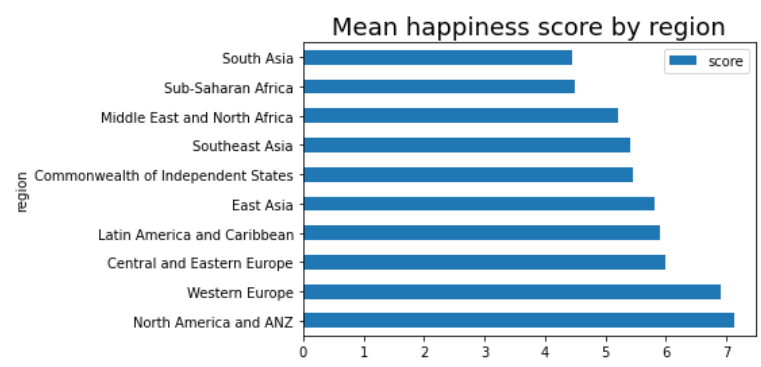 Mean happiness score by region
score
South Asia
Sub-Saharan Africa
Middle East and North Africa
Southeast Asia
Commonwealth of Independent States
East Asia
Latin America and Caribbean
Central and Eastern Europe
Western Europe
North America and ANZ
region
0 1 2 3 4 5 6 7